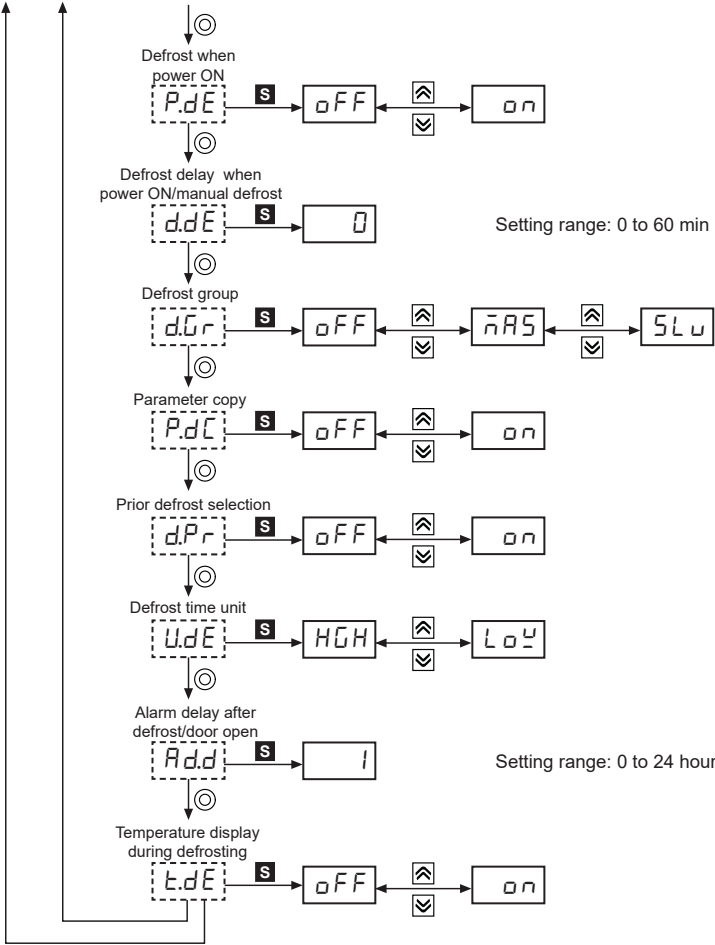 Defrost when
power ON
P.dE S oFF on
Defrost delay when
power ON/manual defrost
d.dE S 0 Setting range: 0 to 60 min
Defrost group
d.Gr S oFF mAS SLv
Parameter copy
P.dC S oFF on
Prior defrost selection
d.Pr S oFF on
Defrost time unit
U.dE S HGH LoW
Alarm delay after
defrost/door open
Ad.d S 1 Setting range: 0 to 24 hour
Temperature display
during defrosting
t.dE S oFF on